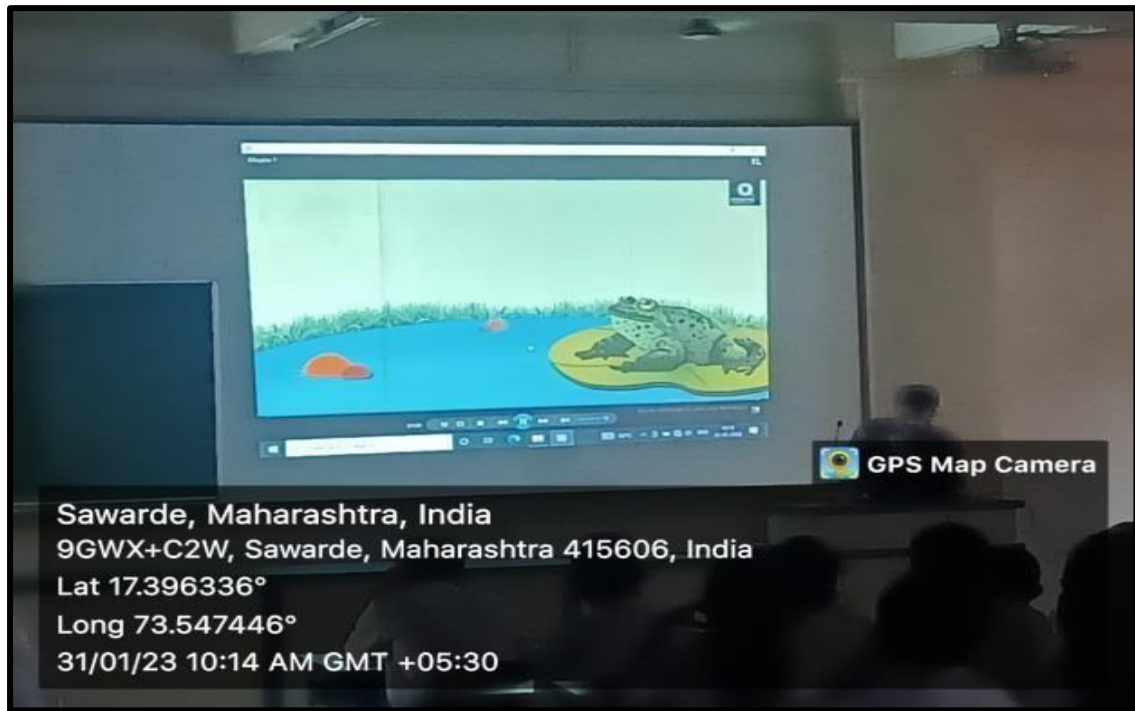 GPS Map Camera
Sawarde, Maharashtra, India
9GWX+C2W, Sawarde, Maharashtra 415606, India
Lat 17.396336°
Long 73.547446°
31/01/23 10:14 AM GMT +05:30